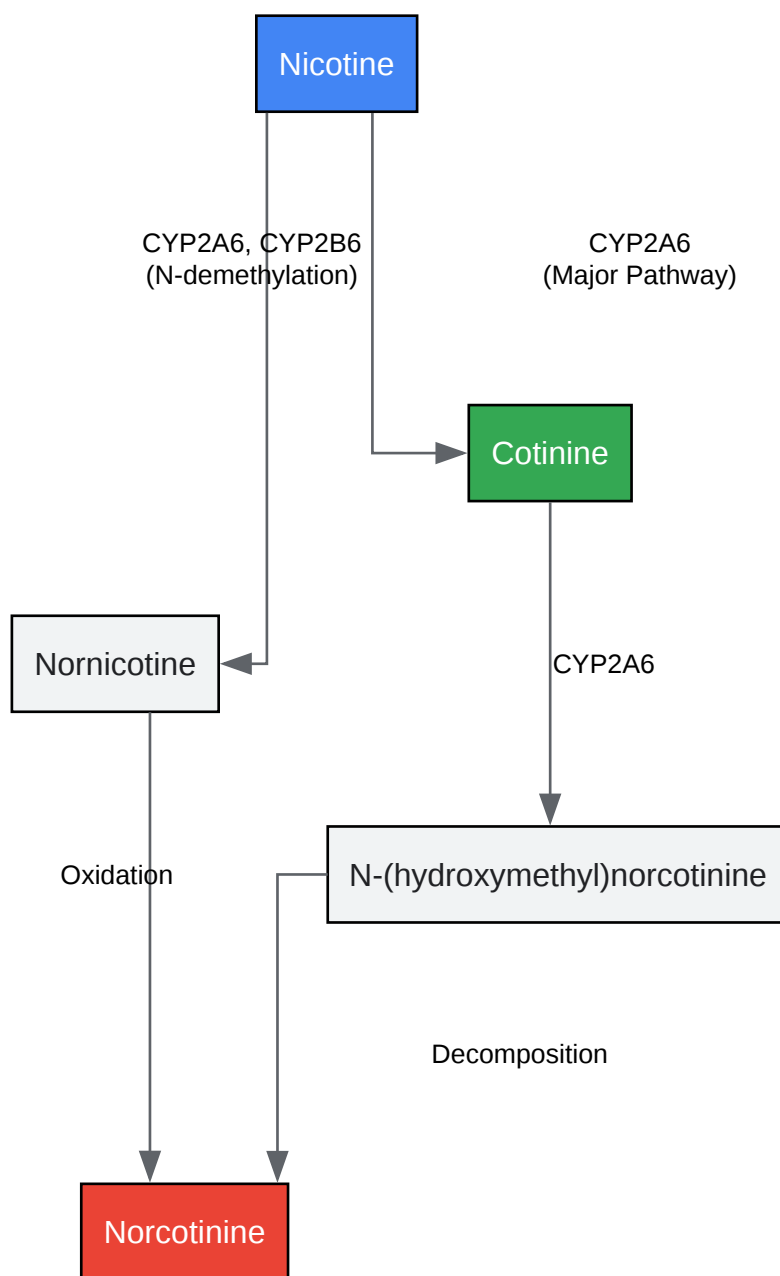 Nicotine
CYP2A6, CYP2B6
(N-demethylation)
CYP2A6
(Major Pathway)
Cotinine
Nornicotine
CYP2A6
Oxidation
N-(hydroxymethyl)norcotinine
Decomposition
Norcotinine